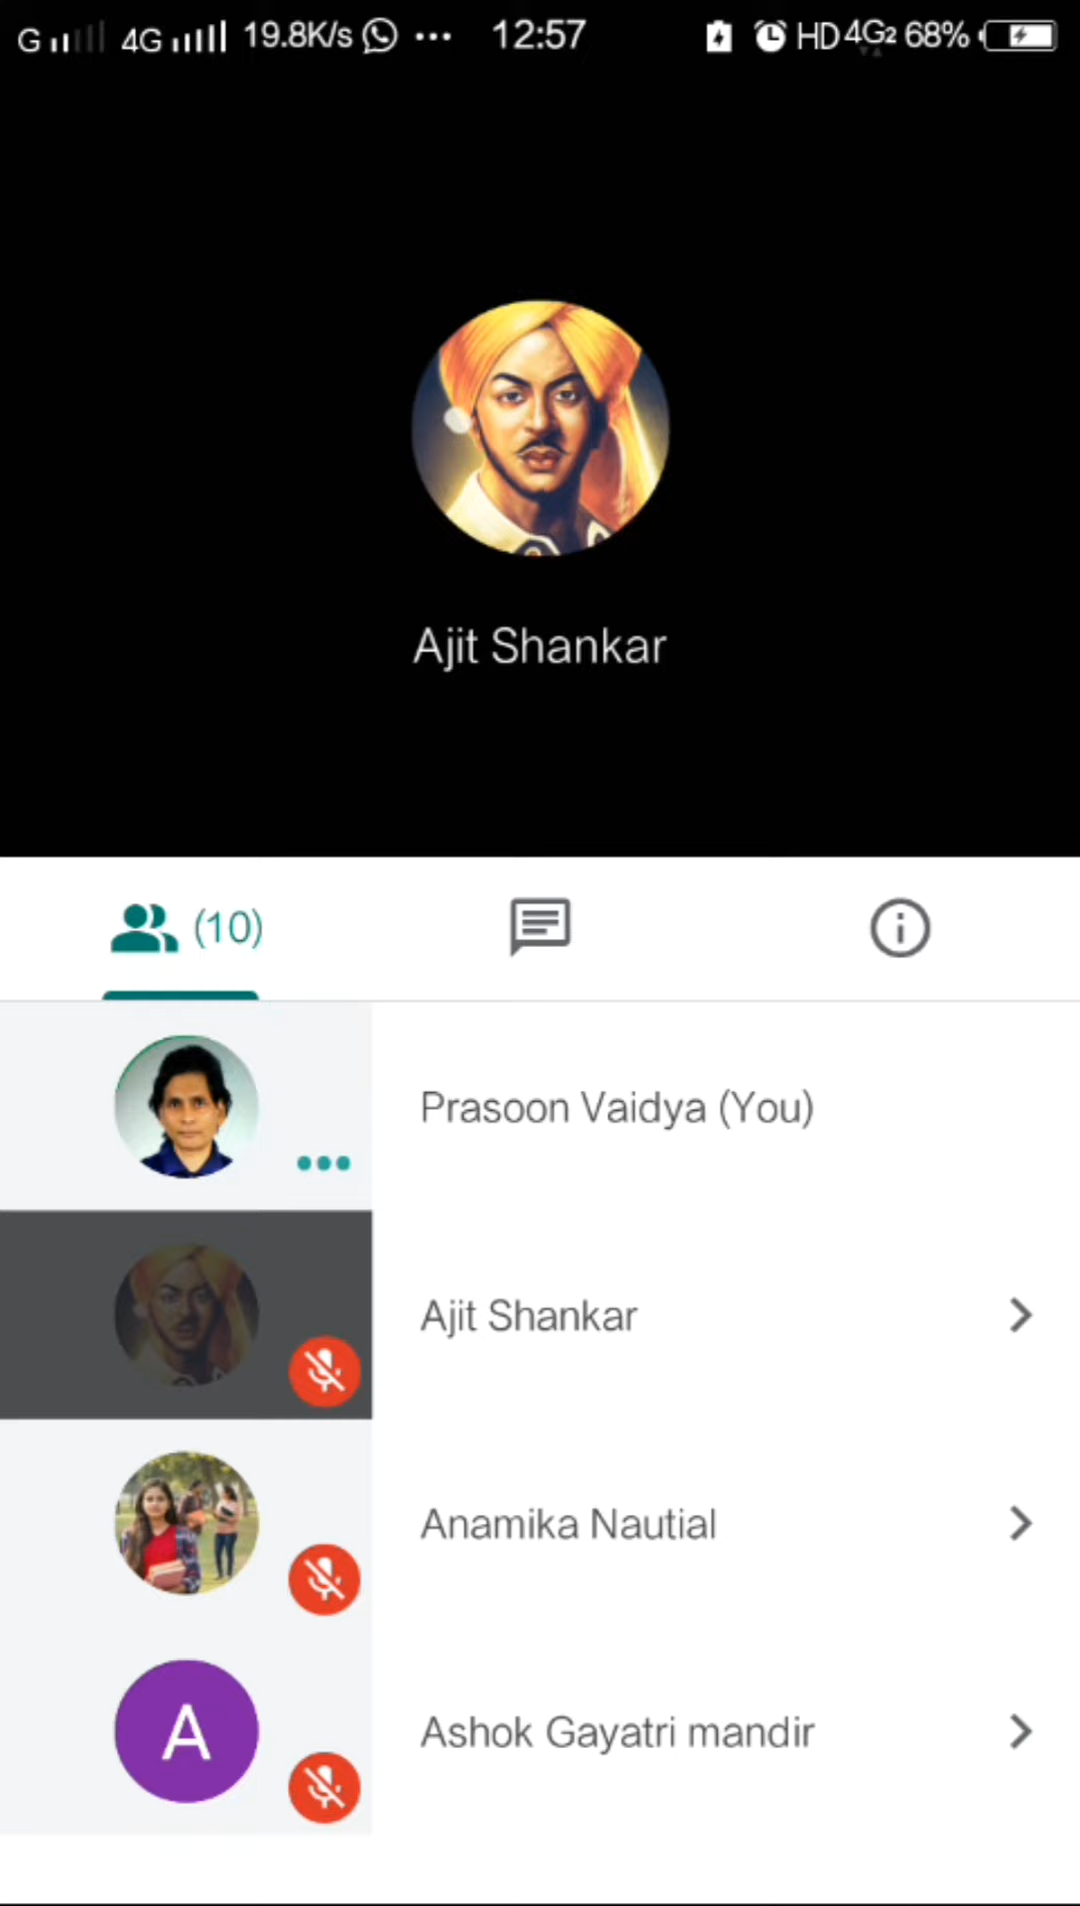 G 4G 19.8K/s ... 12:57 HD 4G2 68%
Ajit Shankar
(10)
Prasoon Vaidya (You)
Ajit Shankar
Anamika Nautial
A
Ashok Gayatri mandir